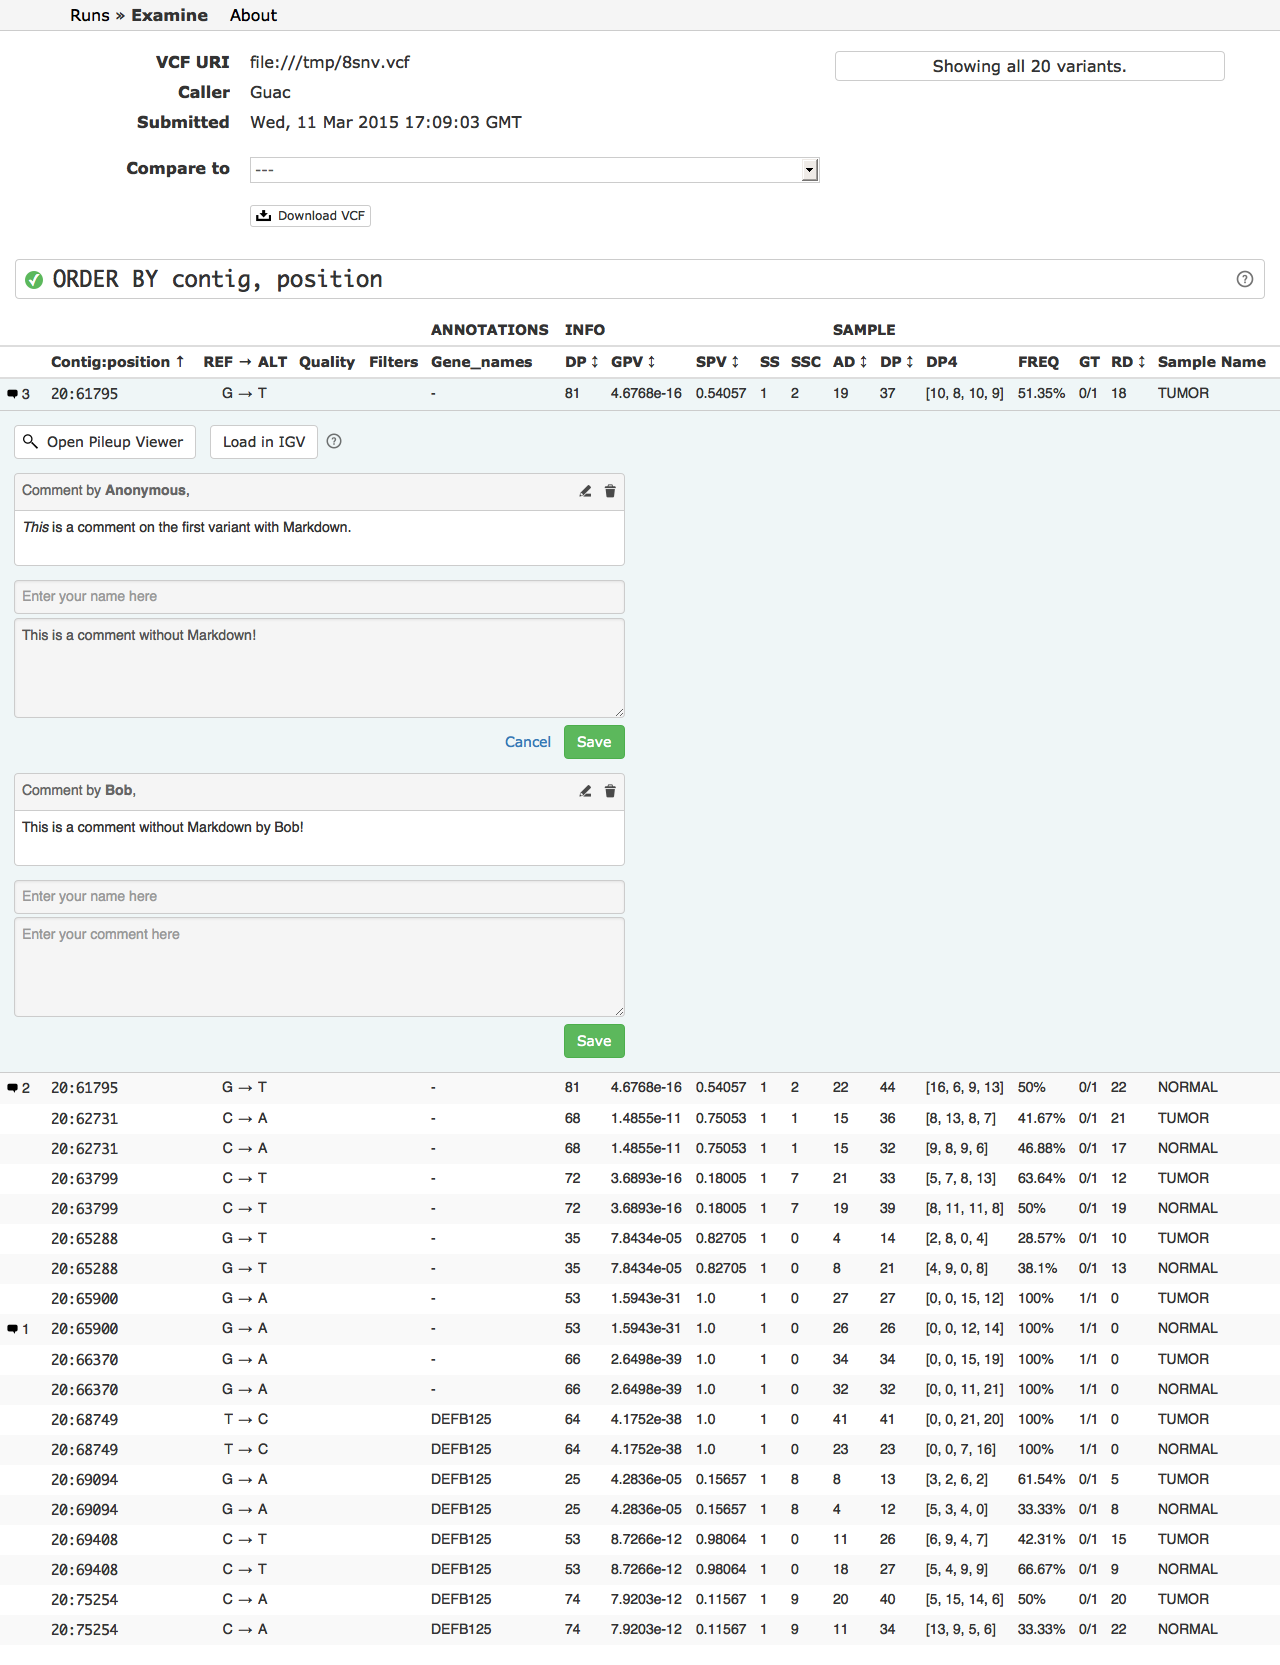 Runs » Examine About
VCF URI file:///tmp/8snv.vcf
Showing all 20 variants.
Caller Guac
Submitted Wed, 11 Mar 2015 17:09:03 GMT
Compare to ---
Download VCF
ORDER BY contig, position
ANNOTATIONS INFO SAMPLE
Contig:position ↑ REF → ALT Quality Filters Gene_names DP ↕ GPV ↕ SPV ↕ SS SSC AD ↕ DP ↕ DP4 FREQ GT RD ↕ Sample Name
3 20:61795 G → T - 81 4.6768e-16 0.54057 1 2 19 37 [10, 8, 10, 9] 51.35% 0/1 18 TUMOR
Open Pileup Viewer Load in IGV ?
Comment by Anonymous,
This is a comment on the first variant with Markdown.
Enter your name here
This is a comment without Markdown!
Cancel Save
Comment by Bob,
This is a comment without Markdown by Bob!
Enter your name here
Enter your comment here
Save
2 20:61795 G → T - 81 4.6768e-16 0.54057 1 2 22 44 [16, 6, 9, 13] 50% 0/1 22 NORMAL
20:62731 C → A - 68 1.4855e-11 0.75053 1 1 15 36 [8, 13, 8, 7] 41.67% 0/1 21 TUMOR
20:62731 C → A - 68 1.4855e-11 0.75053 1 1 15 32 [9, 8, 9, 6] 46.88% 0/1 17 NORMAL
20:63799 C → T - 72 3.6893e-16 0.18005 1 7 21 33 [5, 7, 8, 13] 63.64% 0/1 12 TUMOR
20:63799 C → T - 72 3.6893e-16 0.18005 1 7 19 39 [8, 11, 11, 8] 50% 0/1 19 NORMAL
20:65288 G → T - 35 7.8434e-05 0.82705 1 0 4 14 [2, 8, 0, 4] 28.57% 0/1 10 TUMOR
20:65288 G → T - 35 7.8434e-05 0.82705 1 0 8 21 [4, 9, 0, 8] 38.1% 0/1 13 NORMAL
20:65900 G → A - 53 1.5943e-31 1.0 1 0 27 27 [0, 0, 15, 12] 100% 1/1 0 TUMOR
1 20:65900 G → A - 53 1.5943e-31 1.0 1 0 26 26 [0, 0, 12, 14] 100% 1/1 0 NORMAL
20:66370 G → A - 66 2.6498e-39 1.0 1 0 34 34 [0, 0, 15, 19] 100% 1/1 0 TUMOR
20:66370 G → A - 66 2.6498e-39 1.0 1 0 32 32 [0, 0, 11, 21] 100% 1/1 0 NORMAL
20:68749 T → C DEFB125 64 4.1752e-38 1.0 1 0 41 41 [0, 0, 21, 20] 100% 1/1 0 TUMOR
20:68749 T → C DEFB125 64 4.1752e-38 1.0 1 0 23 23 [0, 0, 7, 16] 100% 1/1 0 NORMAL
20:69094 G → A DEFB125 25 4.2836e-05 0.15657 1 8 8 13 [3, 2, 6, 2] 61.54% 0/1 5 TUMOR
20:69094 G → A DEFB125 25 4.2836e-05 0.15657 1 8 4 12 [5, 3, 4, 0] 33.33% 0/1 8 NORMAL
20:69408 C → T DEFB125 53 8.7266e-12 0.98064 1 0 11 26 [6, 9, 4, 7] 42.31% 0/1 15 TUMOR
20:69408 C → T DEFB125 53 8.7266e-12 0.98064 1 0 18 27 [5, 4, 9, 9] 66.67% 0/1 9 NORMAL
20:75254 C → A DEFB125 74 7.9203e-12 0.11567 1 9 20 40 [5, 15, 14, 6] 50% 0/1 20 TUMOR
20:75254 C → A DEFB125 74 7.9203e-12 0.11567 1 9 11 34 [13, 9, 5, 6] 33.33% 0/1 22 NORMAL